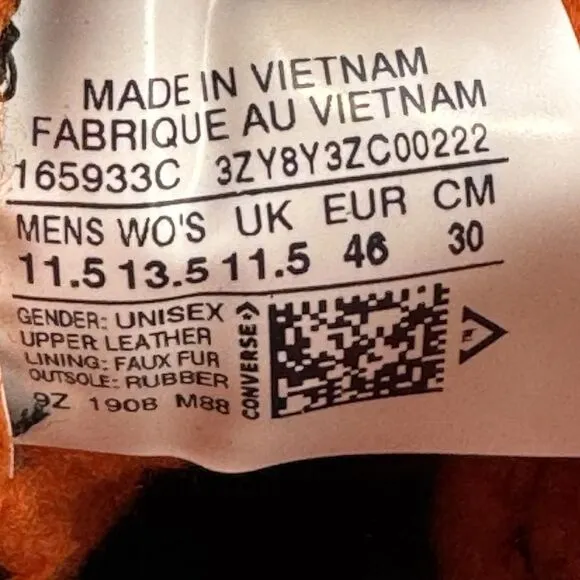 MADE IN VIETNAM
FABRIQUE AU VIETNAM
165933C 3ZY8Y3ZC00222
MENS WO'S UK EUR CM
11.5 13.5 11.5 46 30
GENDER: UNISEX
UPPER LEATHER
LINING: FAUX FUR
OUTSOLE: RUBBER
9Z 190B M88
CONVERSE